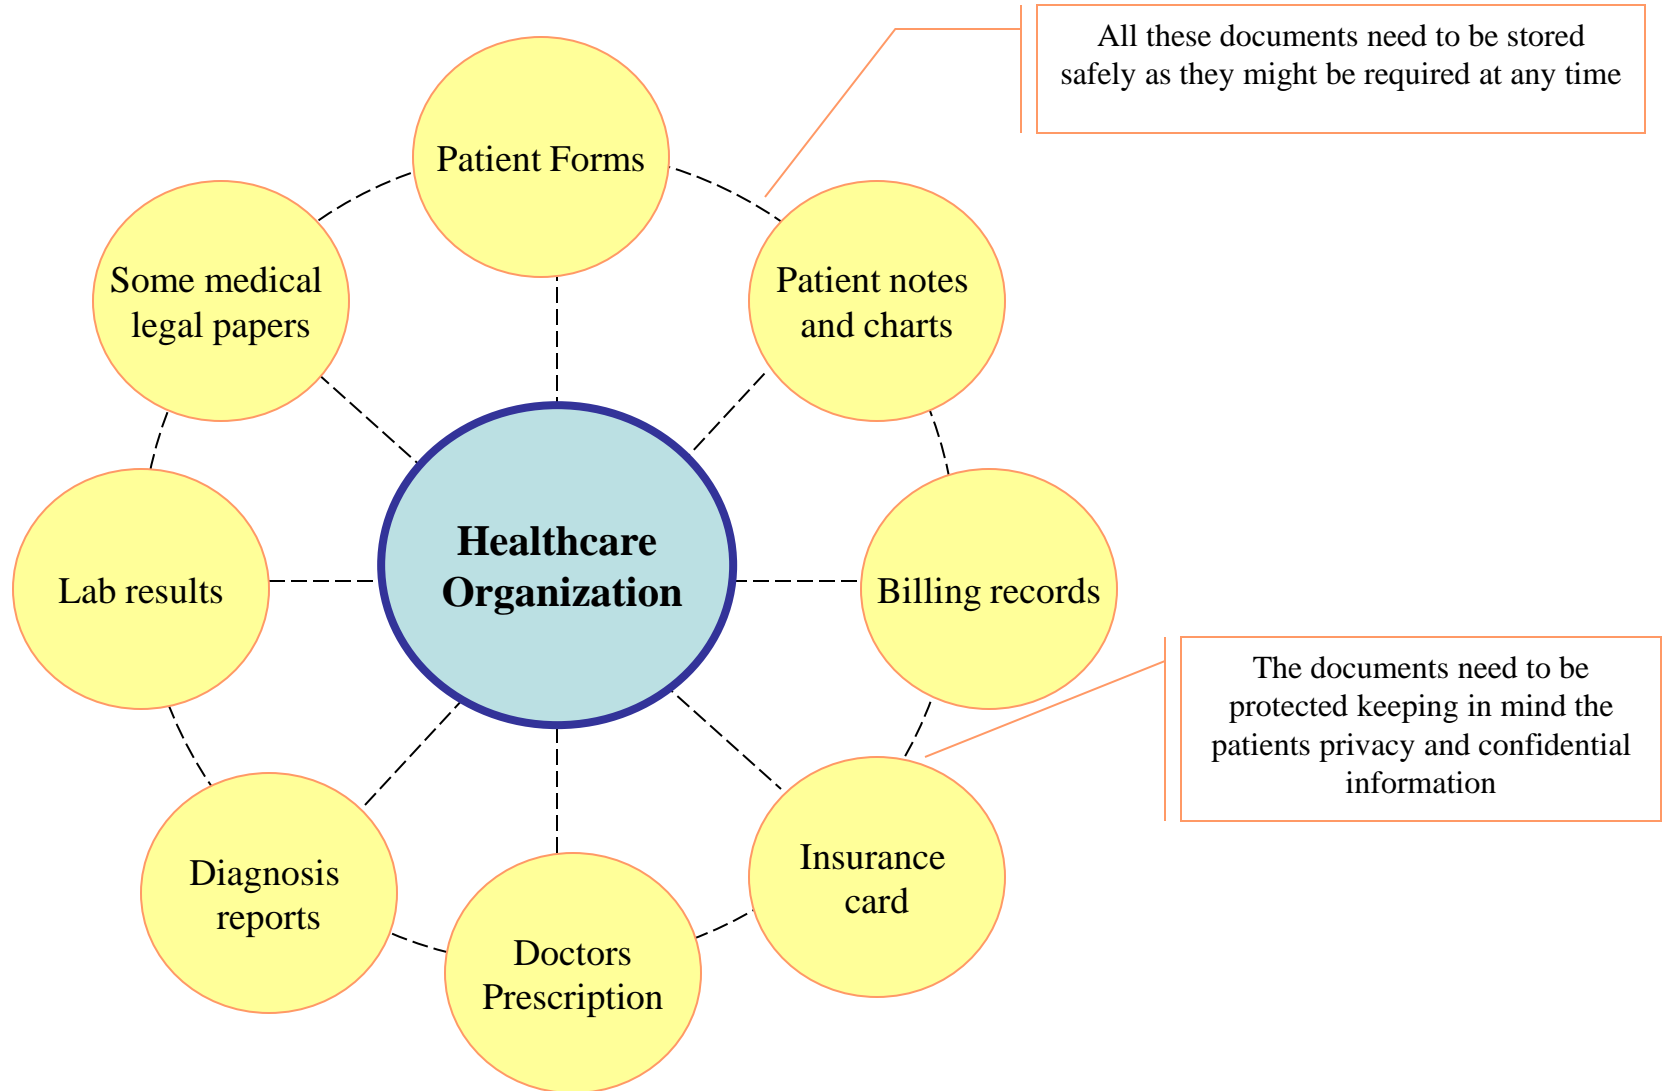 All these documents need to be stored
safely as they might be required at any time
Patient Forms
Some medical
legal papers
Patient notes
and charts
Healthcare
Organization
Lab results
Billing records
The documents need to be
protected keeping in mind the
patients privacy and confidential
information
Diagnosis
reports
Insurance
card
Doctors
Prescription